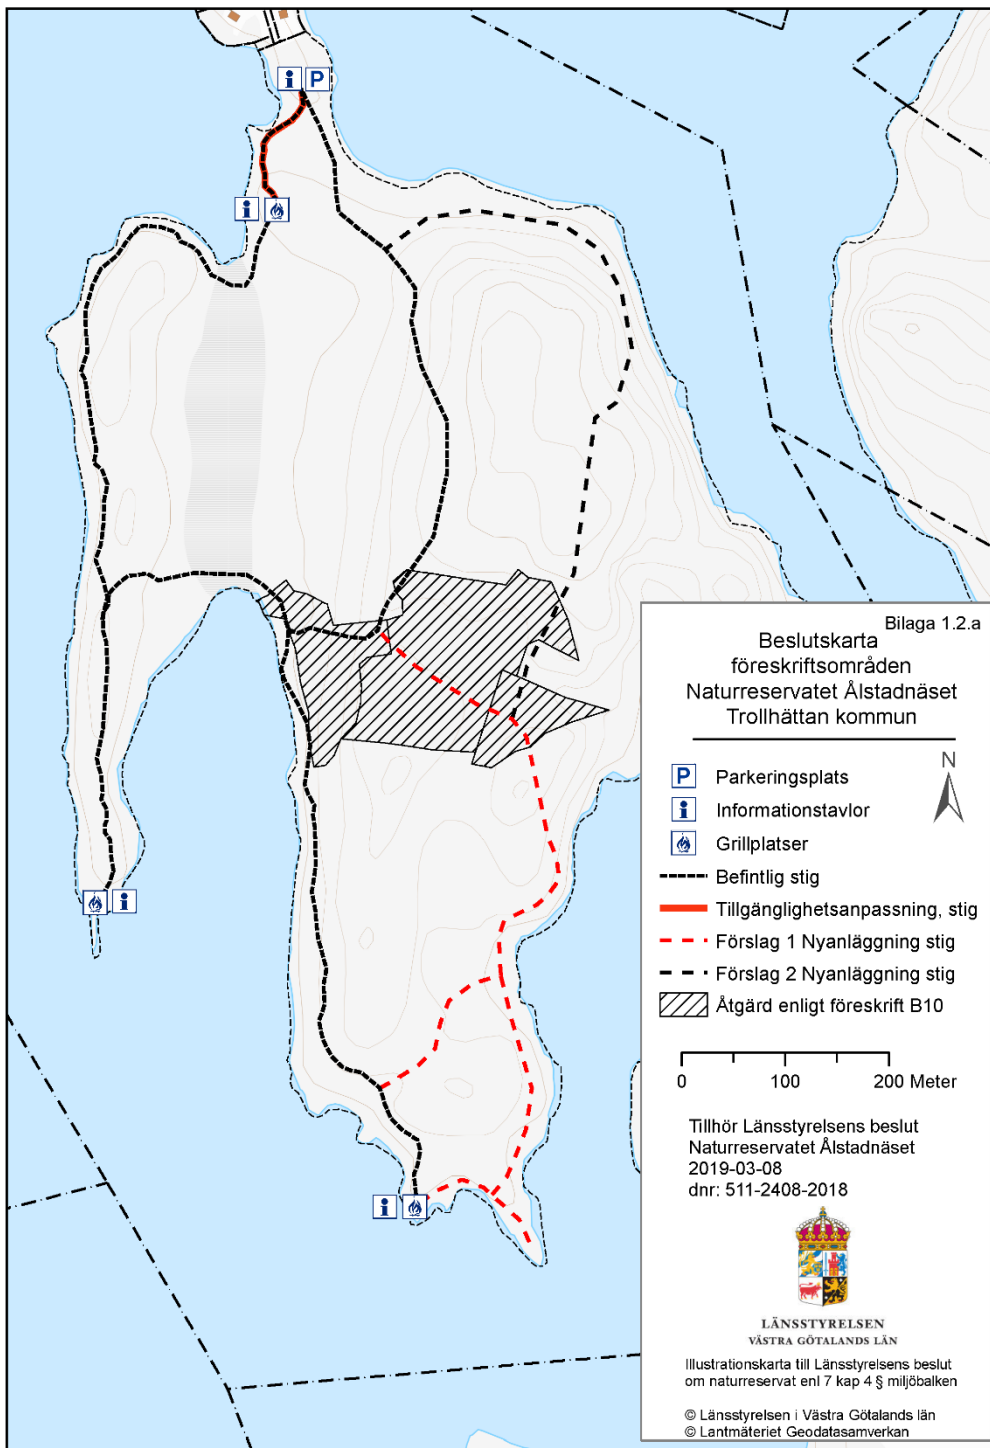 P
Bilaga 1.2.a
Beslutskarta
föreskriftsområden
Naturreservatet Ålstadnäset
Trollhättan kommun
N
P Parkeringsplats
Informationstavlor
Grillplatser
Befintlig stig
Tillgänglighetsanpassning, stig
Förslag 1 Nyanläggning stig
Förslag 2 Nyanläggning stig
Åtgärd enligt föreskrift B10
0 100 200 Meter
Tillhör Länsstyrelsens beslut
Naturreservatet Ålstadnäset
2019-03-08
dnr: 511-2408-2018
LÄNSSTYRELSEN
VÄSTRA GÖTALANDS LÄN
Illustrationskarta till Länsstyrelsens beslut
om naturreservat enl 7 kap 4 § miljöbalken
© Länsstyrelsen i Västra Götalands län
© Lantmäteriet Geodatasamverkan